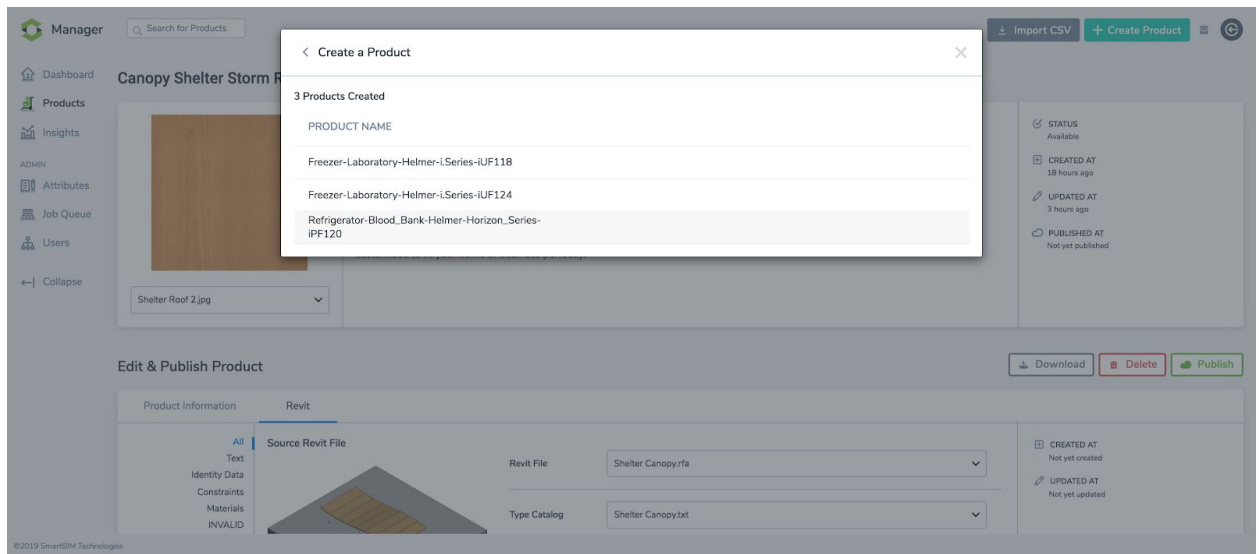 Manager
Search for Products
Import CSV
+ Create Product
Dashboard
Products
Insights
ADMIN
Attributes
Job Queue
Users
Collapse
Canopy Shelter Storm R
< Create a Product
3 Products Created
PRODUCT NAME
Freezer-Laboratory-Helmer-i.Series-iUF118
Freezer-Laboratory-Helmer-i.Series-iUF124
Refrigerator-Blood_Bank-Helmer-Horizon_Series-
iPF120
Shelter Roof 2.jpg
STATUS
Available
CREATED AT
18 hours ago
UPDATED AT
3 hours ago
PUBLISHED AT
Not yet published
Edit & Publish Product
Download
Delete
Publish
Product Information
Revit
All
Text
Identity Data
Constraints
Materials
INVALID
Source Revit File
Revit File
Shelter Canopy.rfa
Type Catalog
Shelter Canopy.txt
CREATED AT
Not yet created
UPDATED AT
Not yet updated
©2019 SmartBIM Technologies